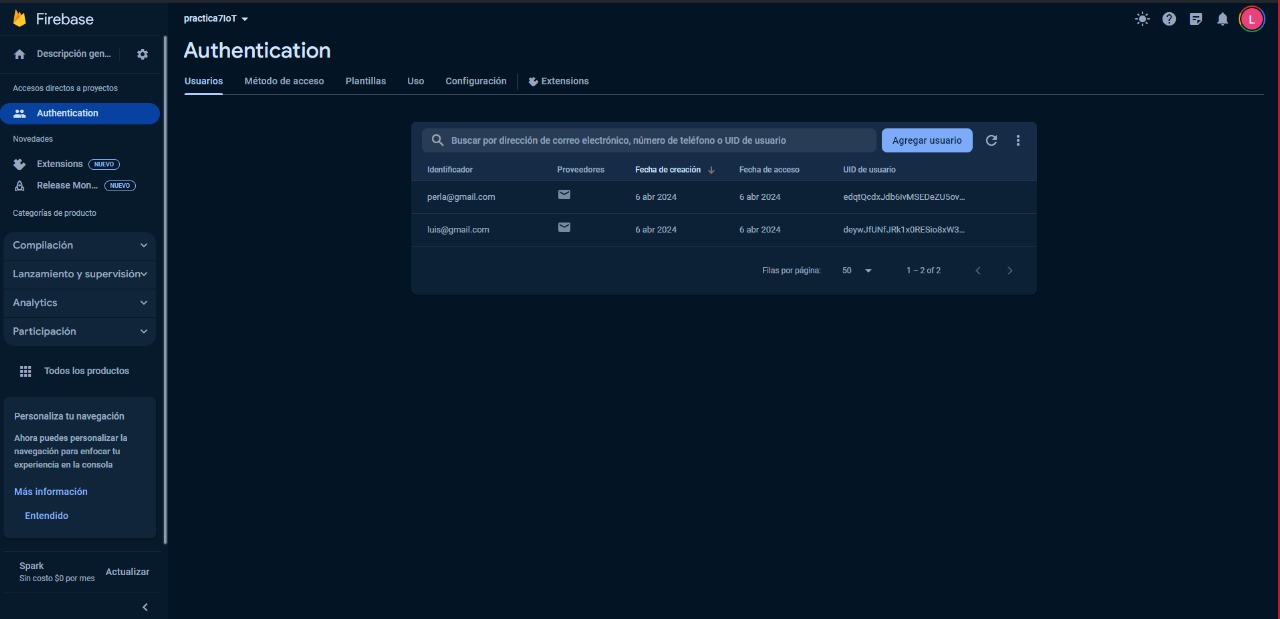 Firebase
practica7IoT
L
Descripción gen...
Authentication
Usuarios
Método de acceso
Plantillas
Uso
Configuración
Extensions
Accesos directos a proyectos
Authentication
Novedades
Extensions NUEVO
Release Mon... NUEVO
Categorías de producto
Compilación
Lanzamiento y supervisión
Analytics
Participación
Todos los productos
Personaliza tu navegación
Ahora puedes personalizar la
navegación para enfocar tu
experiencia en la consola
Más información
Entendido
Spark
Sin costo $0 por mes
Actualizar
Buscar por dirección de correo electrónico, número de teléfono o UID de usuario
Agregar usuario
Identificador Proveedores Fecha de creación Fecha de acceso UID de usuario
perla@gmail.com 6 abr 2024 6 abr 2024
luis@gmail.com 6 abr 2024 6 abr 2024 deywJfUNfJRk1x0RESio8xW3...
Filas por página: 50 1 – 2 of 2